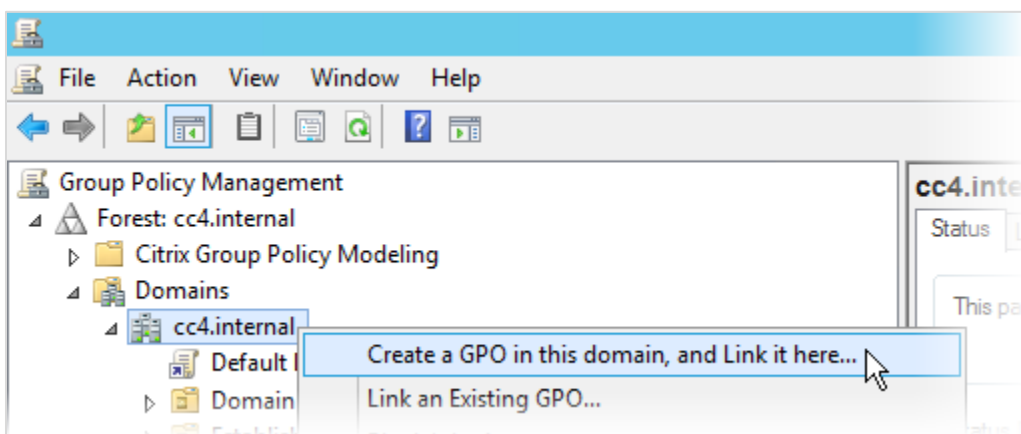 File Action View Window Help
Group Policy Management
Forest: cc4.internal
Citrix Group Policy Modeling
Domains
cc4.internal
Default
Domain
Create a GPO in this domain, and Link it here...
Link an Existing GPO...
cc4.inte
Status
This pa